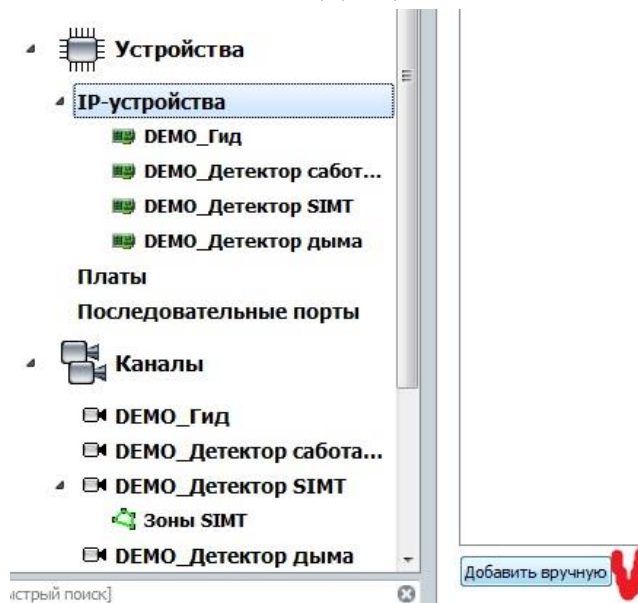 Устройства
IP-устройства
DEMO_Гид
DEMO_Детектор сабот...
DEMO_Детектор SIMT
DEMO_Детектор дыма
Платы
Последовательные порты
Каналы
DEMO_Гид
DEMO_Детектор сабота...
DEMO_Детектор SIMT
Зоны SIMT
DEMO_Детектор дыма
Добавить вручную
ыстрый поиск]